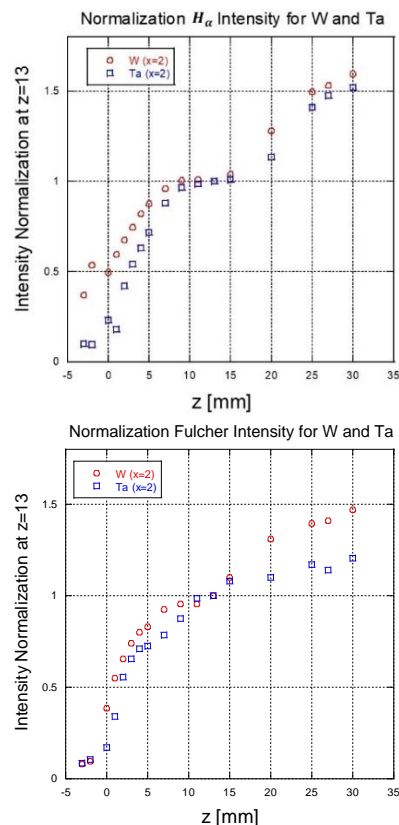 Normalization H_α Intensity for W and Ta
W (x=2)
Ta (x=2)
Intensity Normalization at z=13
1.5
1
0.5
0
-5 0 5 10 15 20 25 30 35
z [mm]
Normalization Fulcher Intensity for W and Ta
W (x=2)
Ta (x=2)
Intensity Normalization at z=13
1.5
1
0.5
0
-5 0 5 10 15 20 25 30 35
z [mm]